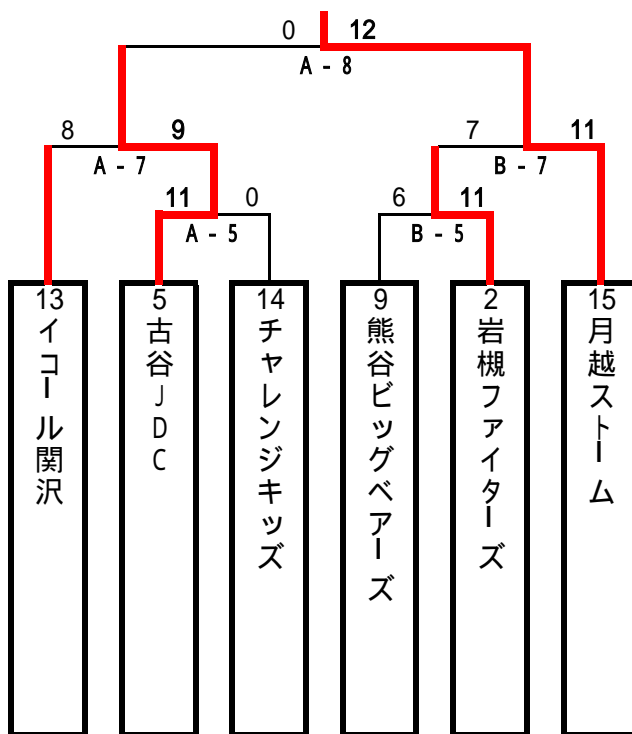 0 12
A - 8
8 9 7 11
A - 7 B - 7
11 0 6 11
A - 5 B - 5
13 5 14 9 2 15
イコール関沢
古谷JDC
チャレンジキッズ
熊谷ビッグベアーズ
岩槻ファイターズ
月越ストーム